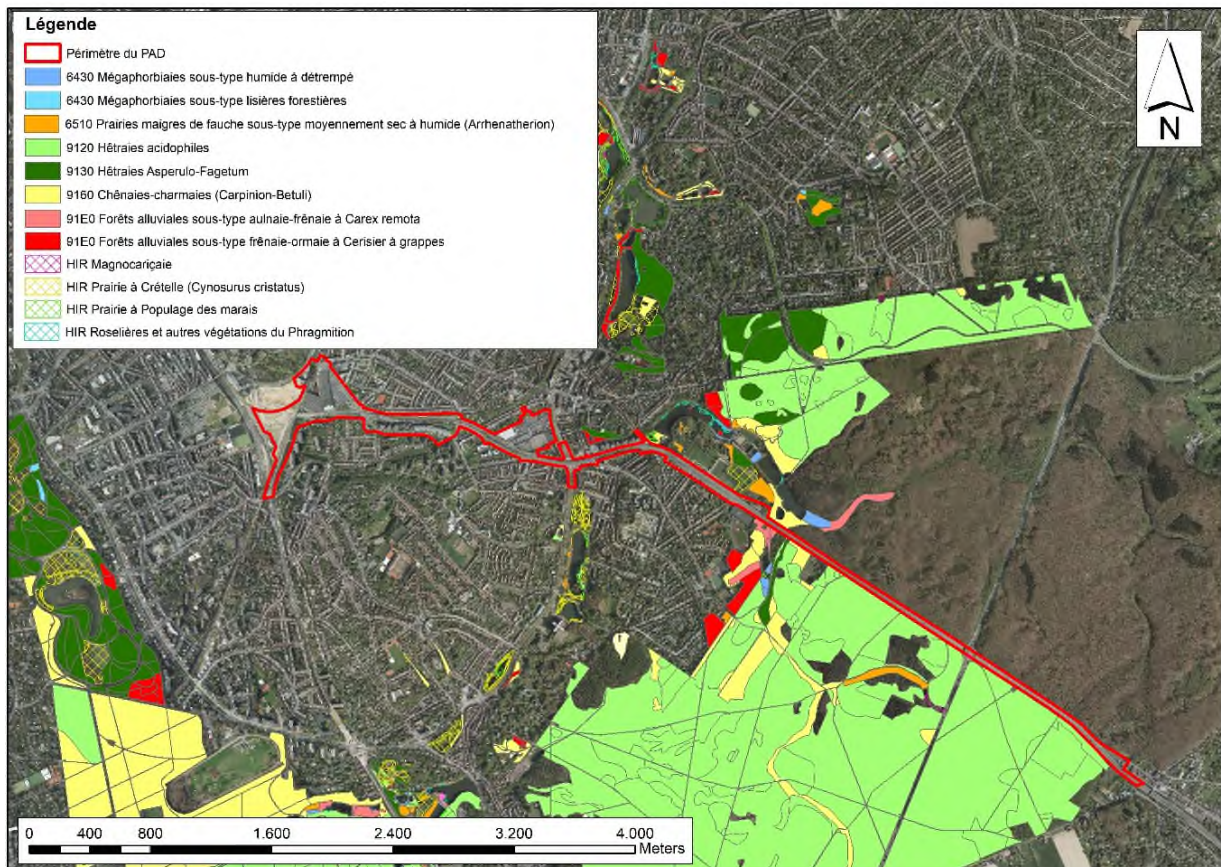 Légende
Périmètre du PAD
6430 Mégaphorbiaies sous-type humide à détrempé
6430 Mégaphorbiaies sous-type lisières forestières
6510 Prairies maigres de fauche sous-type moyennement sec à humide (Arrhenatherion)
9120 Hêtraies acidophiles
9130 Hêtraies Asperulo-Fagetum
9160 Chênaies-charmaies (Carpinion-Betuli)
91E0 Forêts alluviales sous-type aulnaie-frênaie à Carex remota
91E0 Forêts alluviales sous-type frênaie-ormaie à Cerisier à grappes
HIR Magnocariçaie
HIR Prairie à Crételle (Cynosurus cristatus)
HIR Prairie à Populage des marais
HIR Roselières et autres végétations du Phragmition
N
0 400 800 1.600 2.400 3.200 4.000
Meters